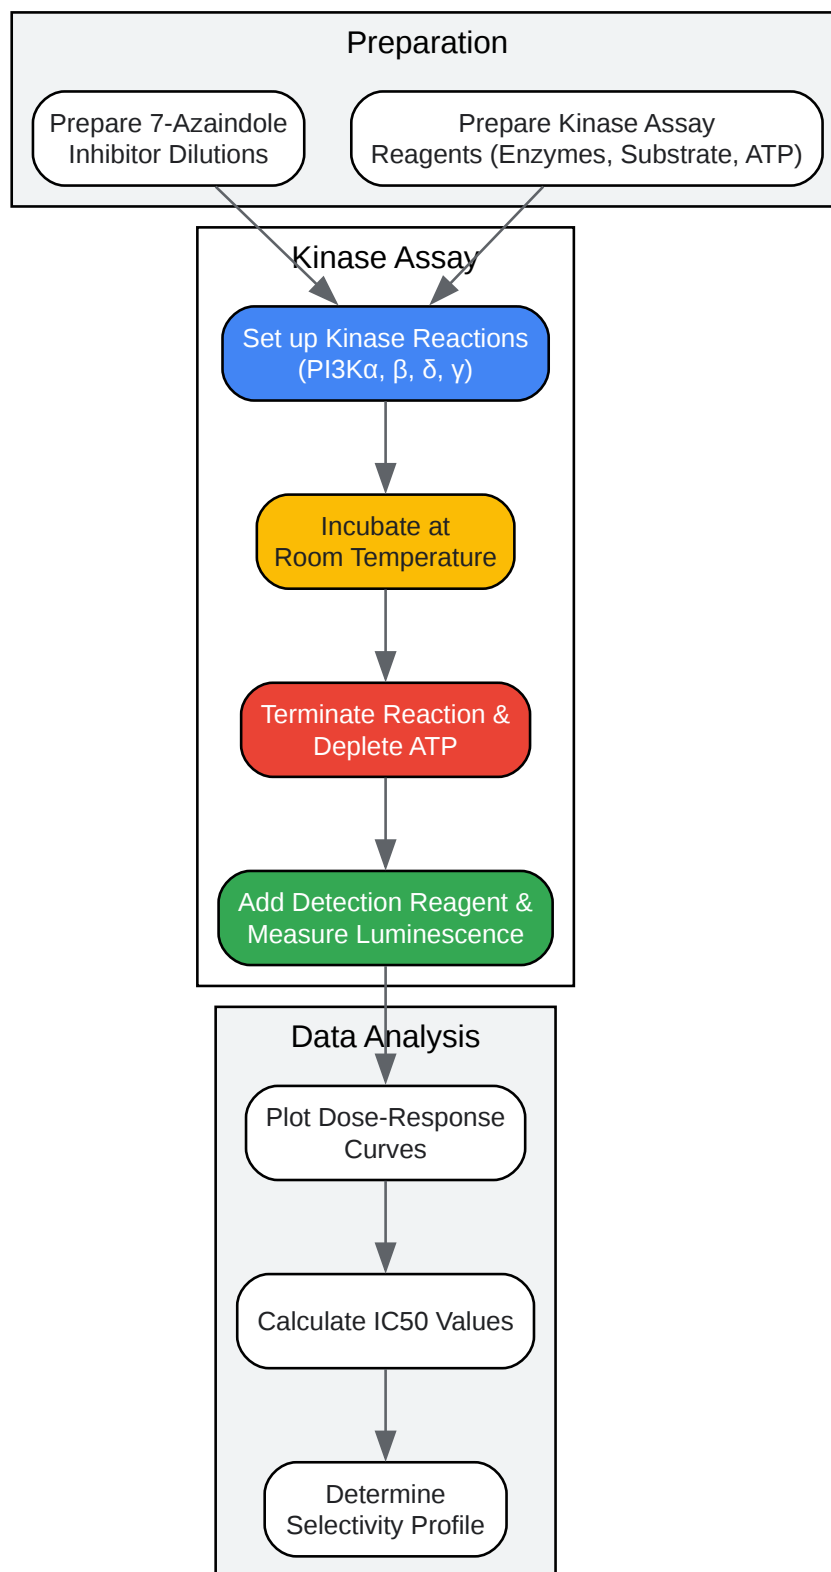 Preparation
Prepare 7-Azaindole
Inhibitor Dilutions
Prepare Kinase Assay
Reagents (Enzymes, Substrate, ATP)
Kinase Assay
Set up Kinase Reactions
(PI3Kα, β, δ, γ)
Incubate at
Room Temperature
Terminate Reaction &
Deplete ATP
Add Detection Reagent &
Measure Luminescence
Data Analysis
Plot Dose-Response
Curves
Calculate IC50 Values
Determine
Selectivity Profile